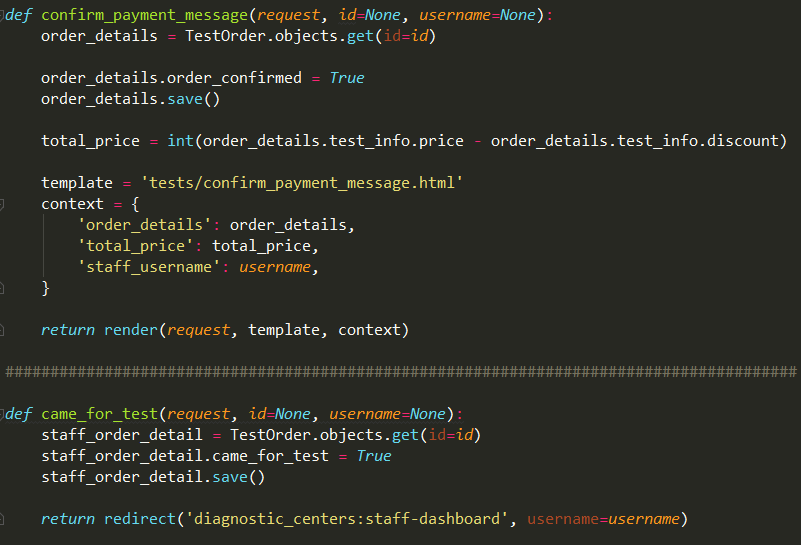 def confirm_payment_message(request, id=None, username=None):
    order_details = TestOrder.objects.get(id=id)

    order_details.order_confirmed = True
    order_details.save()

    total_price = int(order_details.test_info.price - order_details.test_info.discount)

    template = 'tests/confirm_payment_message.html'
    context = {
        'order_details': order_details,
        'total_price': total_price,
        'staff_username': username,
    }

    return render(request, template, context)

########################################################################################

def came_for_test(request, id=None, username=None):
    staff_order_detail = TestOrder.objects.get(id=id)
    staff_order_detail.came_for_test = True
    staff_order_detail.save()

    return redirect('diagnostic_centers:staff-dashboard', username=username)